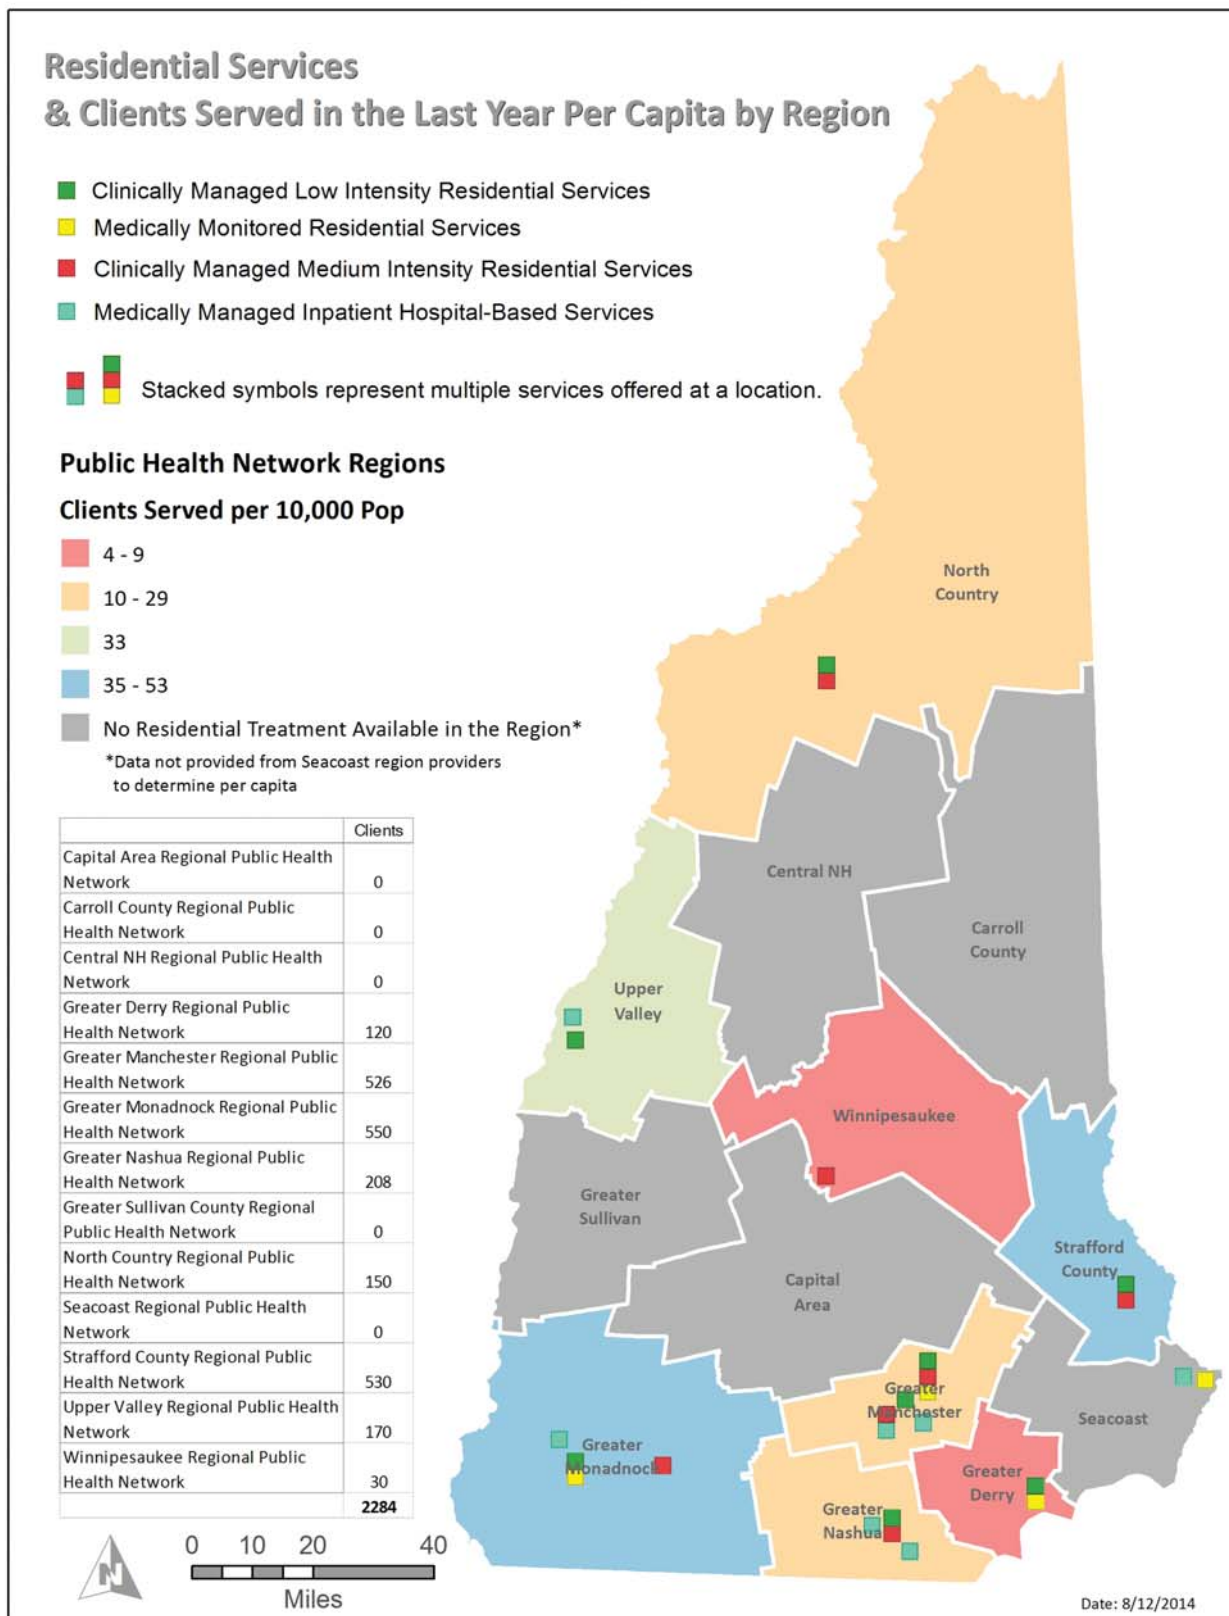 Residential Services
& Clients Served in the Last Year Per Capita by Region
Clinically Managed Low Intensity Residential Services
Medically Monitored Residential Services
Clinically Managed Medium Intensity Residential Services
Medically Managed Inpatient Hospital-Based Services
Stacked symbols represent multiple services offered at a location.
Public Health Network Regions
Clients Served per 10,000 Pop
4 - 9
10 - 29
33
35 - 53
No Residential Treatment Available in the Region*
*Data not provided from Seacoast region providers
to determine per capita
Clients
Capital Area Regional Public Health
Network 0
Carroll County Regional Public
Health Network 0
Central NH Regional Public Health
Network 0
Greater Derry Regional Public
Health Network 120
Greater Manchester Regional Public
Health Network 526
Greater Monadnock Regional Public
Health Network 550
Greater Nashua Regional Public
Health Network 208
Greater Sullivan County Regional
Public Health Network 0
North Country Regional Public
Health Network 150
Seacoast Regional Public Health
Network 0
Strafford County Regional Public
Health Network 530
Upper Valley Regional Public Health
Network 170
Winnipesaukee Regional Public
Health Network 30
2284
North
Country
Central NH
Carroll
County
Upper
Valley
Winnipesaukee
Greater
Sullivan
Strafford
County
Capital
Area
Greater
Manchester
Seacoast
Greater
Monadnock
Greater
Derry
Greater
Nashua
N
0 10 20 40
Miles
Date: 8/12/2014